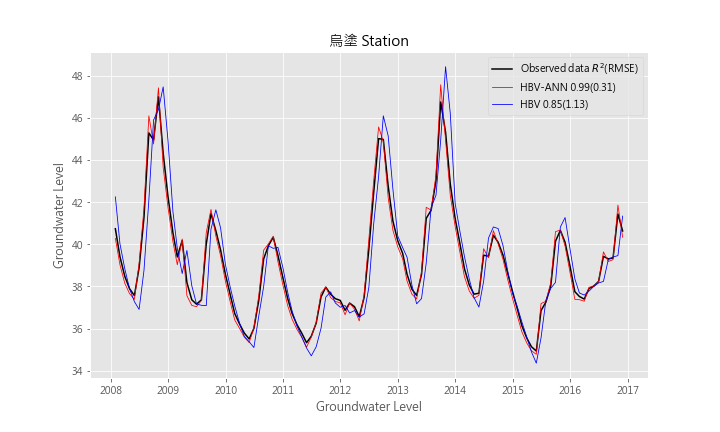 烏塗 Station
Observed data R²(RMSE)
HBV-ANN 0.99(0.31)
HBV 0.85(1.13)
Groundwater Level
48
46
44
42
40
38
36
34
2008 2009 2010 2011 2012 2013 2014 2015 2016 2017
Groundwater Level